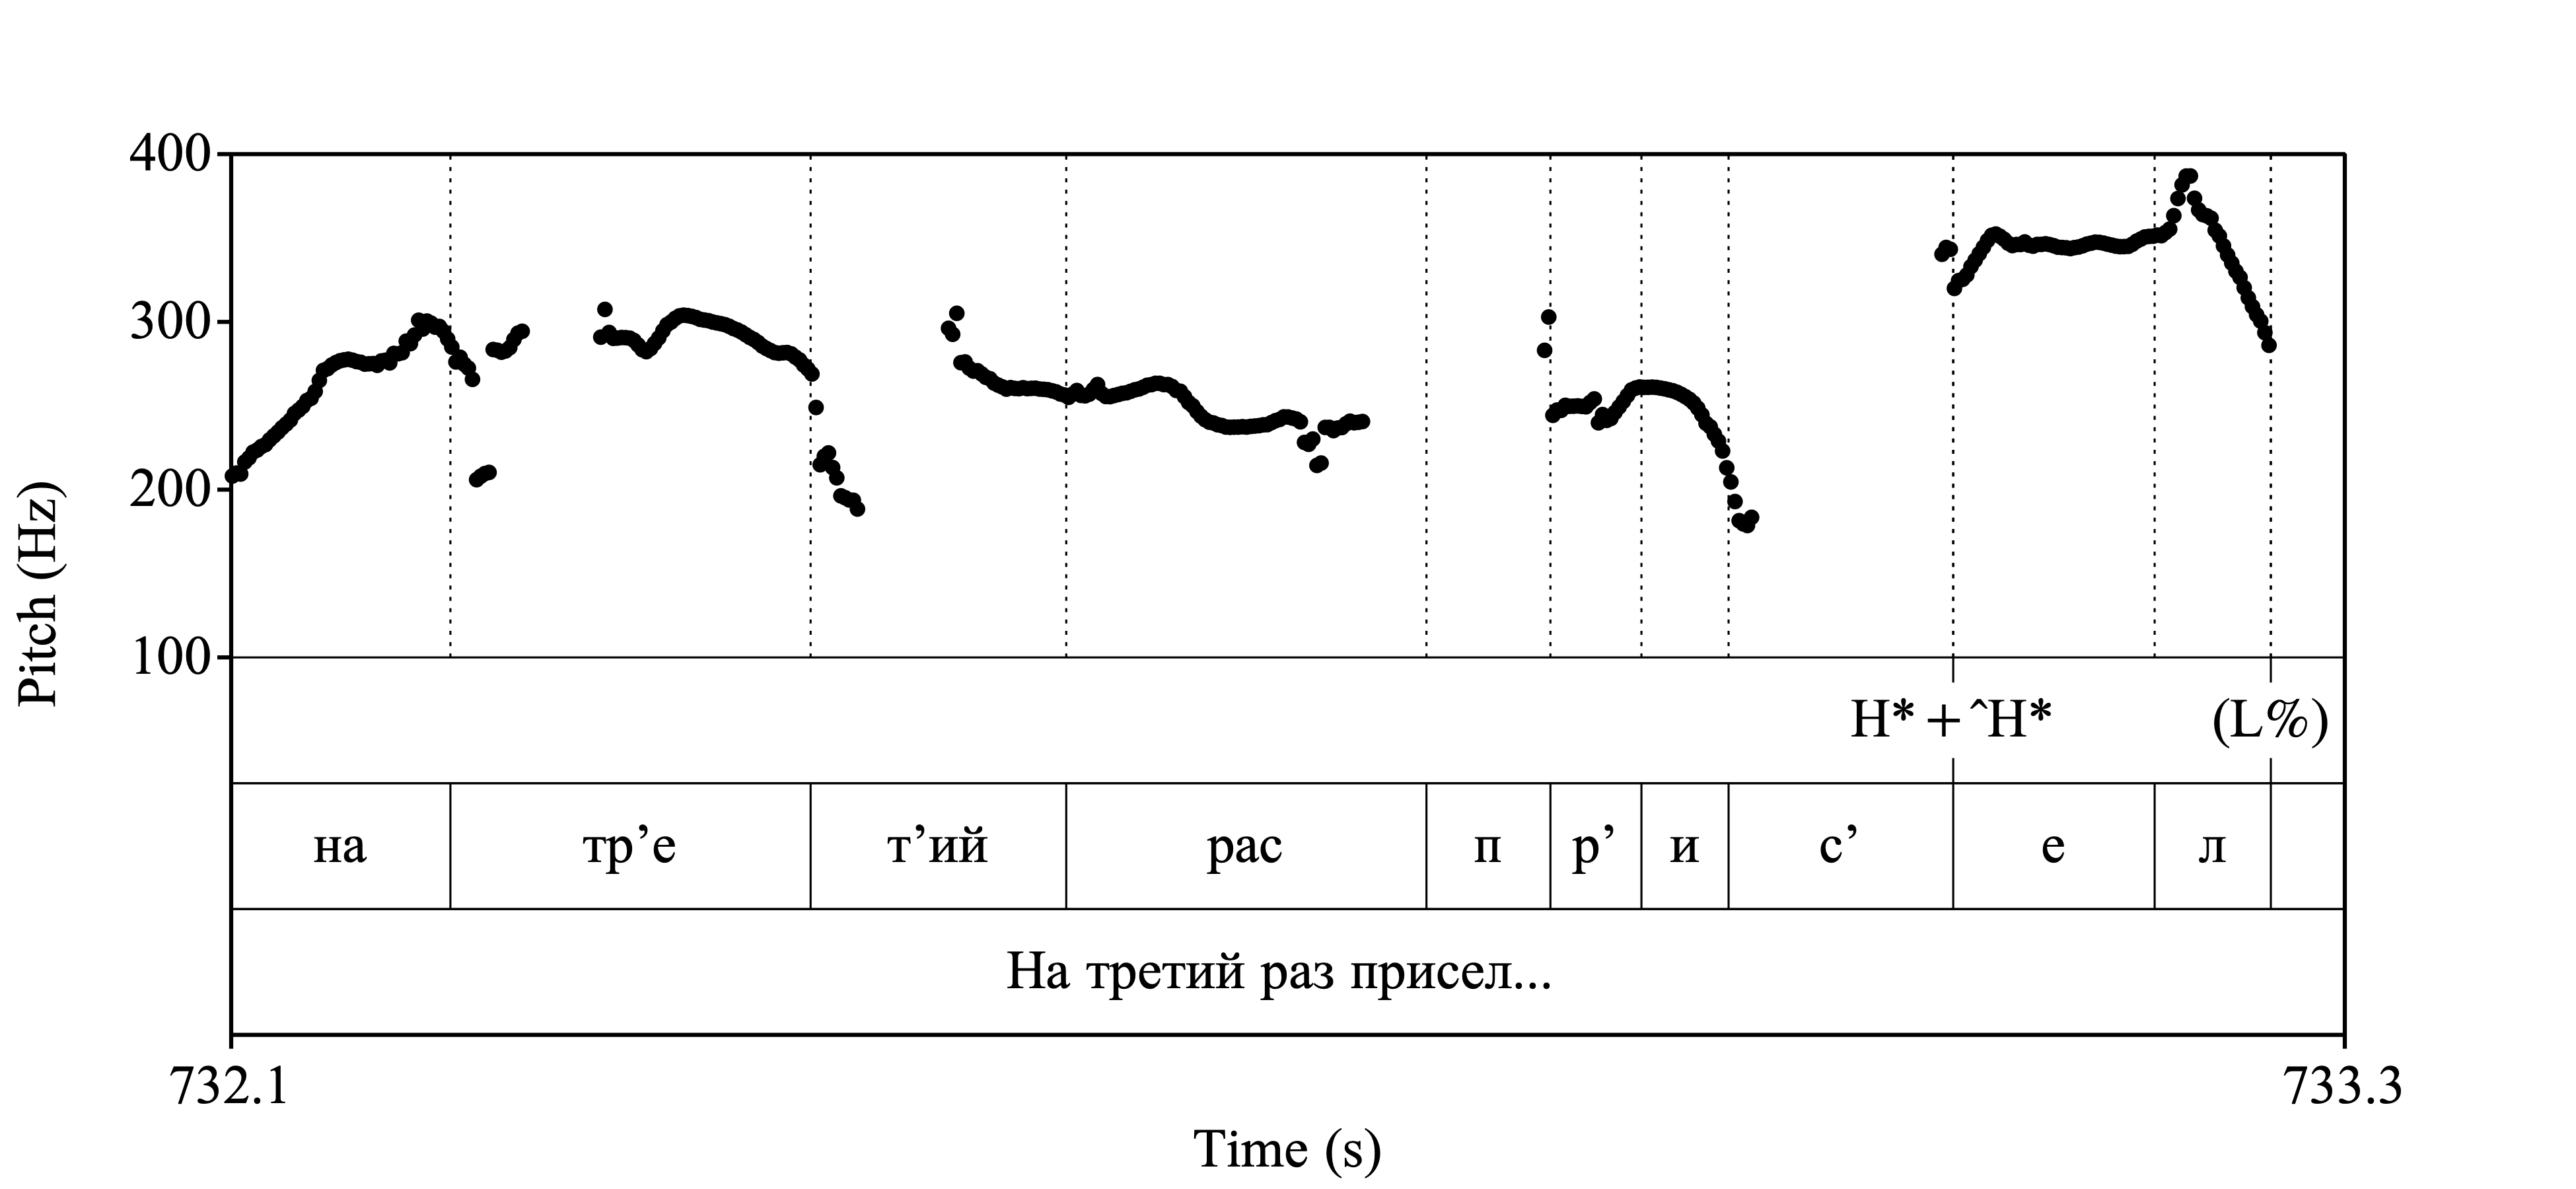 400
300
200
100
Pitch (Hz)
H* + ^H* (L%)
на тр’е т’ий рас п р’ и с’ е л
На третий раз присел...
732.1 733.3
Time (s)